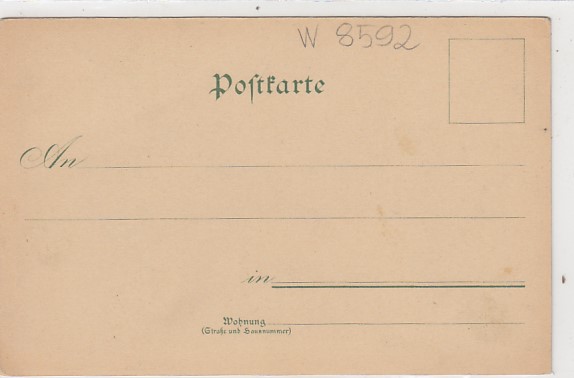 W 8592
Postkarte
An
in
Wohnung
(Straße und Hausnummer)